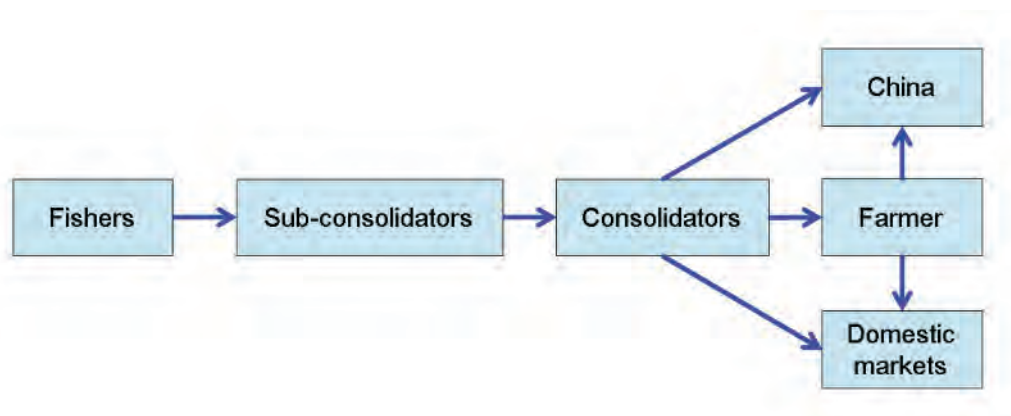 China
Fishers
Sub-consolidators
Consolidators
Farmer
Domestic
markets